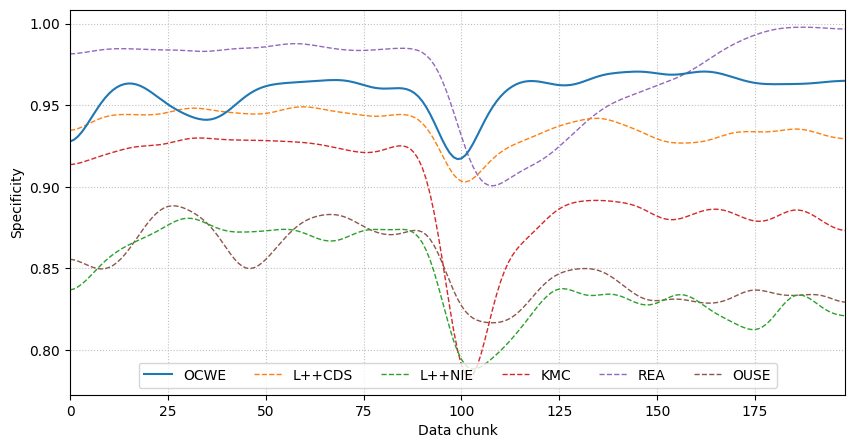 1.00
0.95
0.90
0.85
0.80
Specificity
OCWE L++CDS L++NIE KMC REA OUSE
0 25 50 75 100 125 150 175
Data chunk